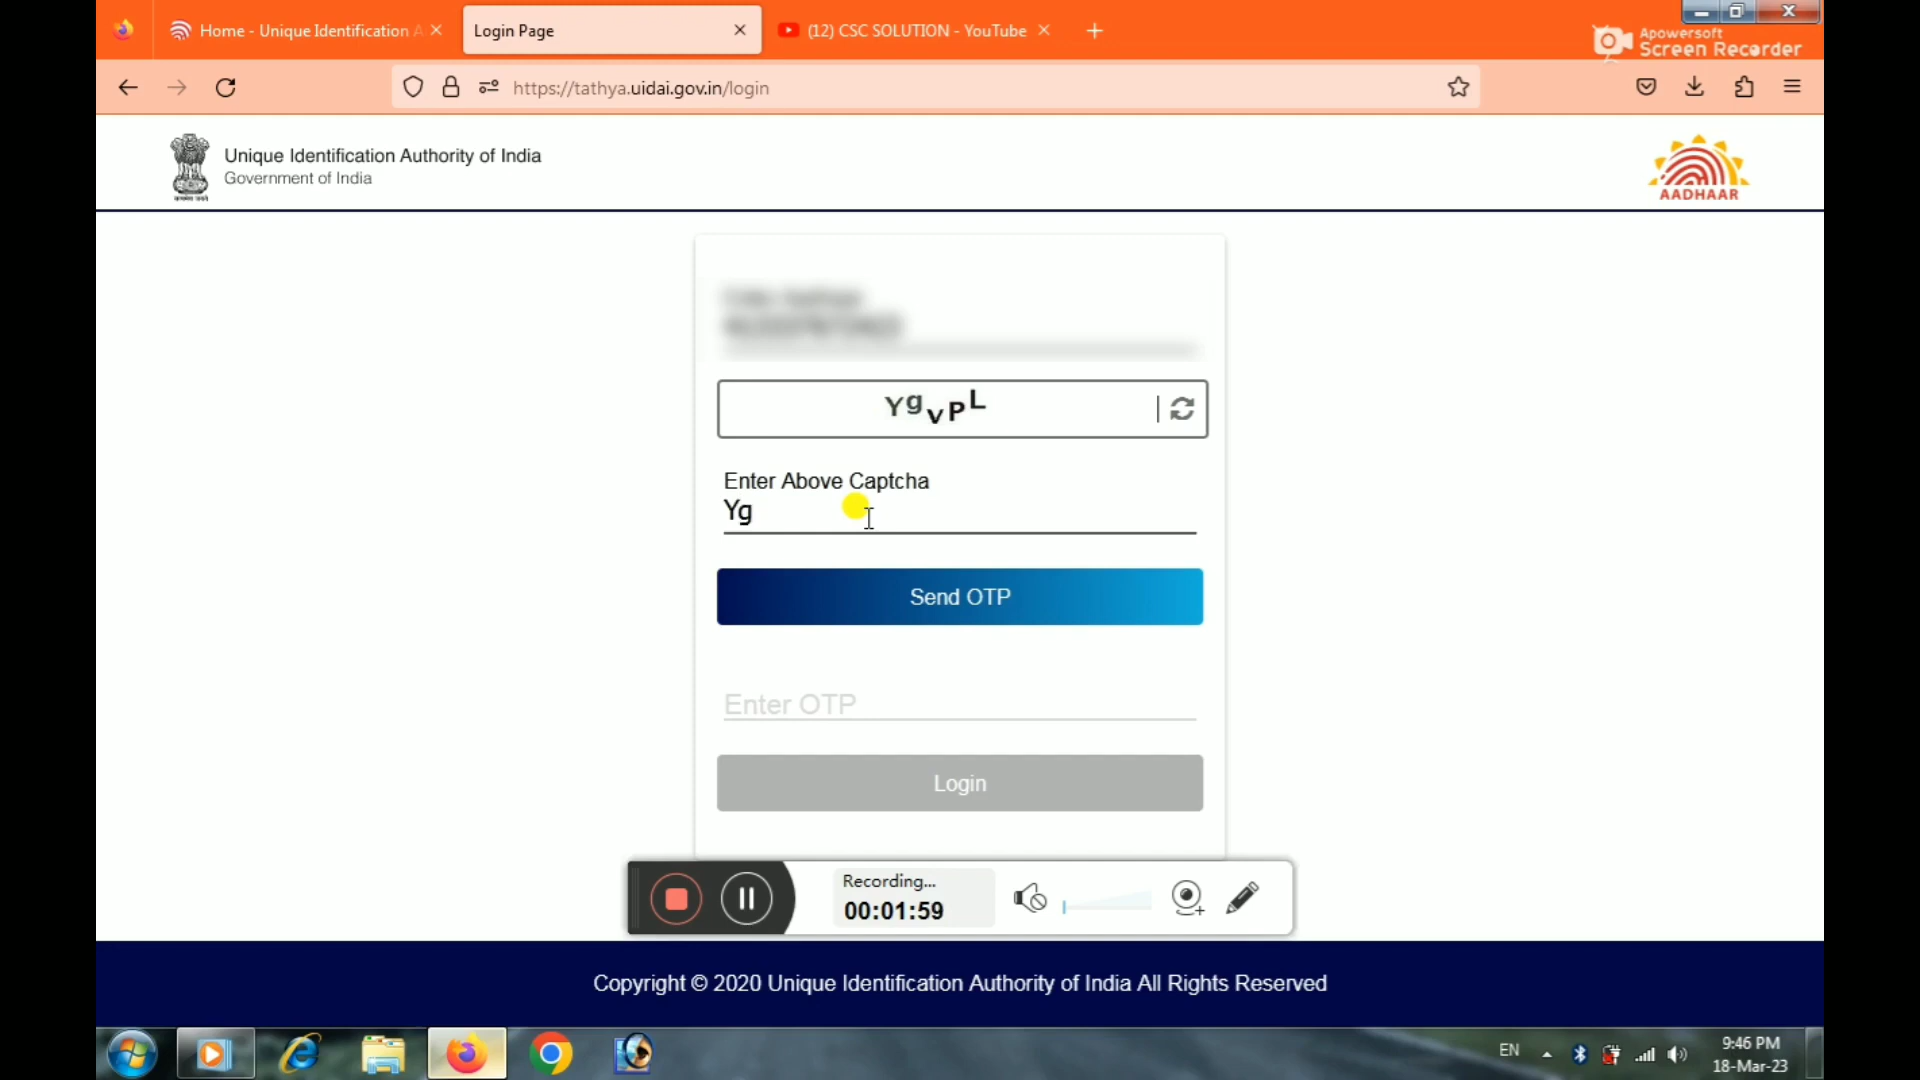 Home - Unique Identification A
Login Page
(12) CSC SOLUTION - YouTube
Apowersoft
Screen Recorder
https://tathya.uidai.gov.in/login
Unique Identification Authority of India
Government of India
AADHAAR
YgvPL
Enter Above Captcha
Yg
Send OTP
Enter OTP
Login
Recording...
00:01:59
Copyright © 2020 Unique Identification Authority of India All Rights Reserved
EN
9:46 PM
18-Mar-23